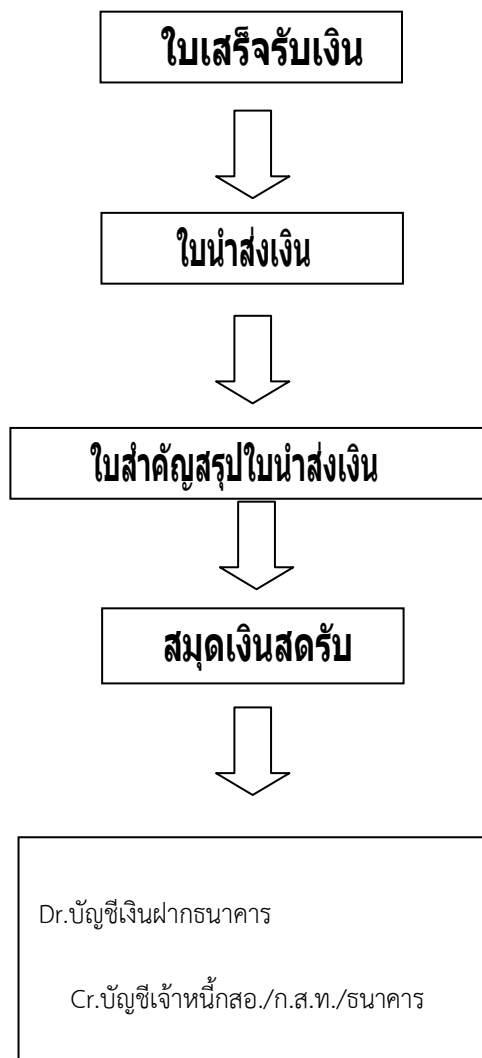 ใบเสร็จรับเงิน
ใบนำส่งเงิน
ใบสำคัญสรุปใบนำส่งเงิน
สมุดเงินสดรับ
Dr.บัญชีเงินฝากธนาคาร
Cr.บัญชีเจ้าหนี้กสอ./ก.ส.ท./ธนาคาร